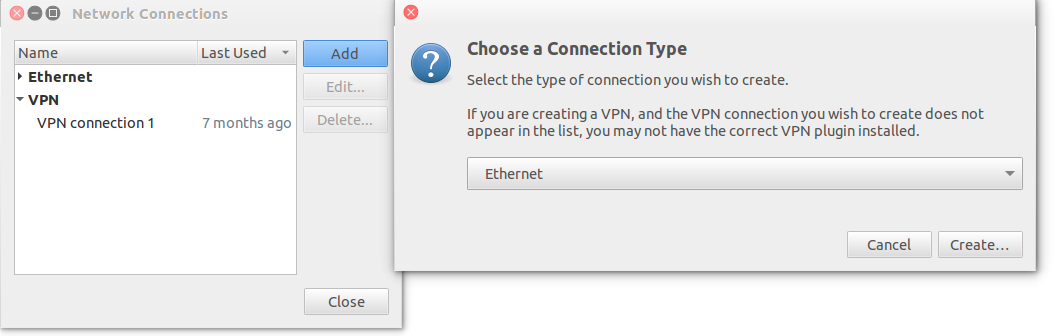 Network Connections
Name Last Used
Ethernet
VPN
VPN connection 1 7 months ago
Add
Edit...
Delete...
Close
Choose a Connection Type
Select the type of connection you wish to create.
If you are creating a VPN, and the VPN connection you wish to create does not
appear in the list, you may not have the correct VPN plugin installed.
Ethernet
Cancel Create...